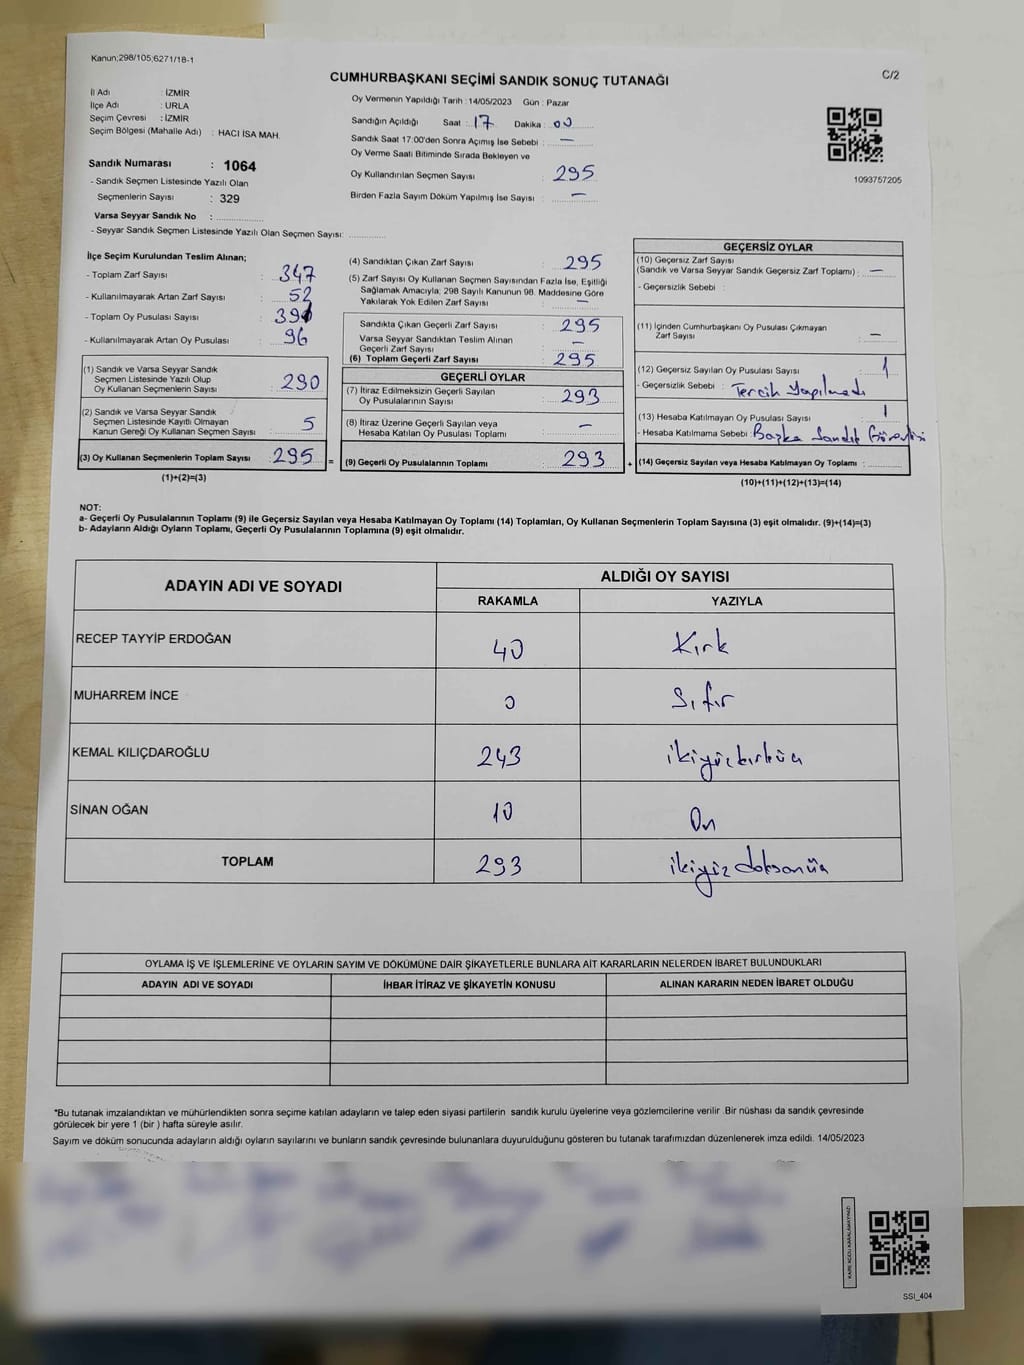 Kanun;298/105;6271/18-1
C/2
CUMHURBAŞKANI SEÇİMİ SANDIK SONUÇ TUTANAĞI
İl Adı : İZMİR
İlçe Adı : URLA
Seçim Çevresi : İZMİR
Seçim Bölgesi (Mahalle Adı) : HACI İSA MAH.
Sandık Numarası : 1064
- Sandık Seçmen Listesinde Yazılı Olan
Seçmenlerin Sayısı : 329
Varsa Seyyar Sandık No :
- Seyyar Sandık Seçmen Listesinde Yazılı Olan Seçmen Sayısı:
Oy Vermenin Yapıldığı Tarih :14/05/2023 Gün : Pazar
Sandığın Açıldığı Saat : 17 Dakika : 00
Sandık Saat 17:00'den Sonra Açımış İse Sebebi : —
Oy Verme Saati Bitiminde Sırada Bekleyen ve
Oy Kullandırılan Seçmen Sayısı : 295
Birden Fazla Sayım Döküm Yapılmış İse Sayısı : —
1093757205
İlçe Seçim Kurulundan Teslim Alınan;
- Toplam Zarf Sayısı : 347
- Kullanılmayarak Artan Zarf Sayısı : 52
- Toplam Oy Pusulası Sayısı :
- Kullanılmayarak Artan Oy Pusulası : 96
(1) Sandık ve Varsa Seyyar Sandık
Seçmen Listesinde Yazılı Olup
Oy Kullanan Seçmenlerin Sayısı : 290
(2) Sandık ve Varsa Seyyar Sandık
Seçmen Listesinde Kayıtlı Olmayan
Kanun Gereği Oy Kullanan Seçmen Sayısı : 5
(3) Oy Kullanan Seçmenlerin Toplam Sayısı : 295 =
(1)+(2)=(3)
(4) Sandıktan Çıkan Zarf Sayısı : 295
(5) Zarf Sayısı Oy Kullanan Seçmen Sayısından Fazla İse, Eşitliği
Sağlamak Amacıyla; 298 Sayılı Kanunun 98. Maddesine Göre
Yakılarak Yok Edilen Zarf Sayısı : —
Sandıkta Çıkan Geçerli Zarf Sayısı : 295
Varsa Seyyar Sandıktan Teslim Alınan
Geçerli Zarf Sayısı : —
(6) Toplam Geçerli Zarf Sayısı : 295
GEÇERLİ OYLAR
(7) İtiraz Edilmeksizin Geçerli Sayılan
Oy Pusulalarının Sayısı : 293
(8) İtiraz Üzerine Geçerli Sayılan veya
Hesaba Katılan Oy Pusulası Toplamı : —
(9) Geçerli Oy Pusulalarının Toplamı : 293 +
GEÇERSİZ OYLAR
(10) Geçersiz Zarf Sayısı
(Sandık ve Varsa Seyyar Sandık Geçersiz Zarf Toplamı) : —
- Geçersizlik Sebebi :
(11) İçinden Cumhurbaşkanı Oy Pusulası Çıkmayan
Zarf Sayısı : —
(12) Geçersiz Sayılan Oy Pusulası Sayısı : 1
- Geçersizlik Sebebi : Tercih Yapılmadı
(13) Hesaba Katılmayan Oy Pusulası Sayısı : 1
- Hesaba Katılmama Sebebi : Başka Sandık Görevlisi
(14) Geçersiz Sayılan veya Hesaba Katılmayan Oy Toplamı :
(10)+(11)+(12)+(13)=(14)
NOT:
a- Geçerli Oy Pusulalarının Toplamı (9) ile Geçersiz Sayılan veya Hesaba Katılmayan Oy Toplamı (14) Toplamları, Oy Kullanan Seçmenlerin Toplam Sayısına (3) eşit olmalıdır. (9)+(14)=(3)
b- Adayların Aldığı Oyların Toplamı, Geçerli Oy Pusulalarının Toplamına (9) eşit olmalıdır.
ADAYIN ADI VE SOYADI
ALDIĞI OY SAYISI
RAKAMLA YAZIYLA
RECEP TAYYİP ERDOĞAN 40 Kırk
MUHARREM İNCE 0 Sıfır
KEMAL KILIÇDAROĞLU 243 ikiyüzkırküç
SİNAN OĞAN 10 On
TOPLAM 293 ikiyüz doksanüç
OYLAMA İŞ VE İŞLEMLERİNE VE OYLARIN SAYIM VE DÖKÜMÜNE DAİR ŞİKAYETLERLE BUNLARA AİT KARARLARIN NELERDEN İBARET BULUNDUKLARI
ADAYIN ADI VE SOYADI İHBAR İTİRAZ VE ŞİKAYETİN KONUSU ALINAN KARARIN NEDEN İBARET OLDUĞU
*Bu tutanak imzalandıktan ve mühürlendikten sonra seçime katılan adayların ve talep eden siyasi partilerin sandık kurulu üyelerine veya gözlemcilerine verilir .Bir nüshası da sandık çevresinde
görülecek bir yere 1 (bir ) hafta süreyle asılır.
Sayım ve döküm sonucunda adayların aldığı oyların sayılarını ve bunların sandık çevresinde bulunanlara duyurulduğunu gösteren bu tutanak tarafımızdan düzenlenerek imza edildi. 14/05/2023
KARE KODU KARALAMAYINIZ!
SSI_404